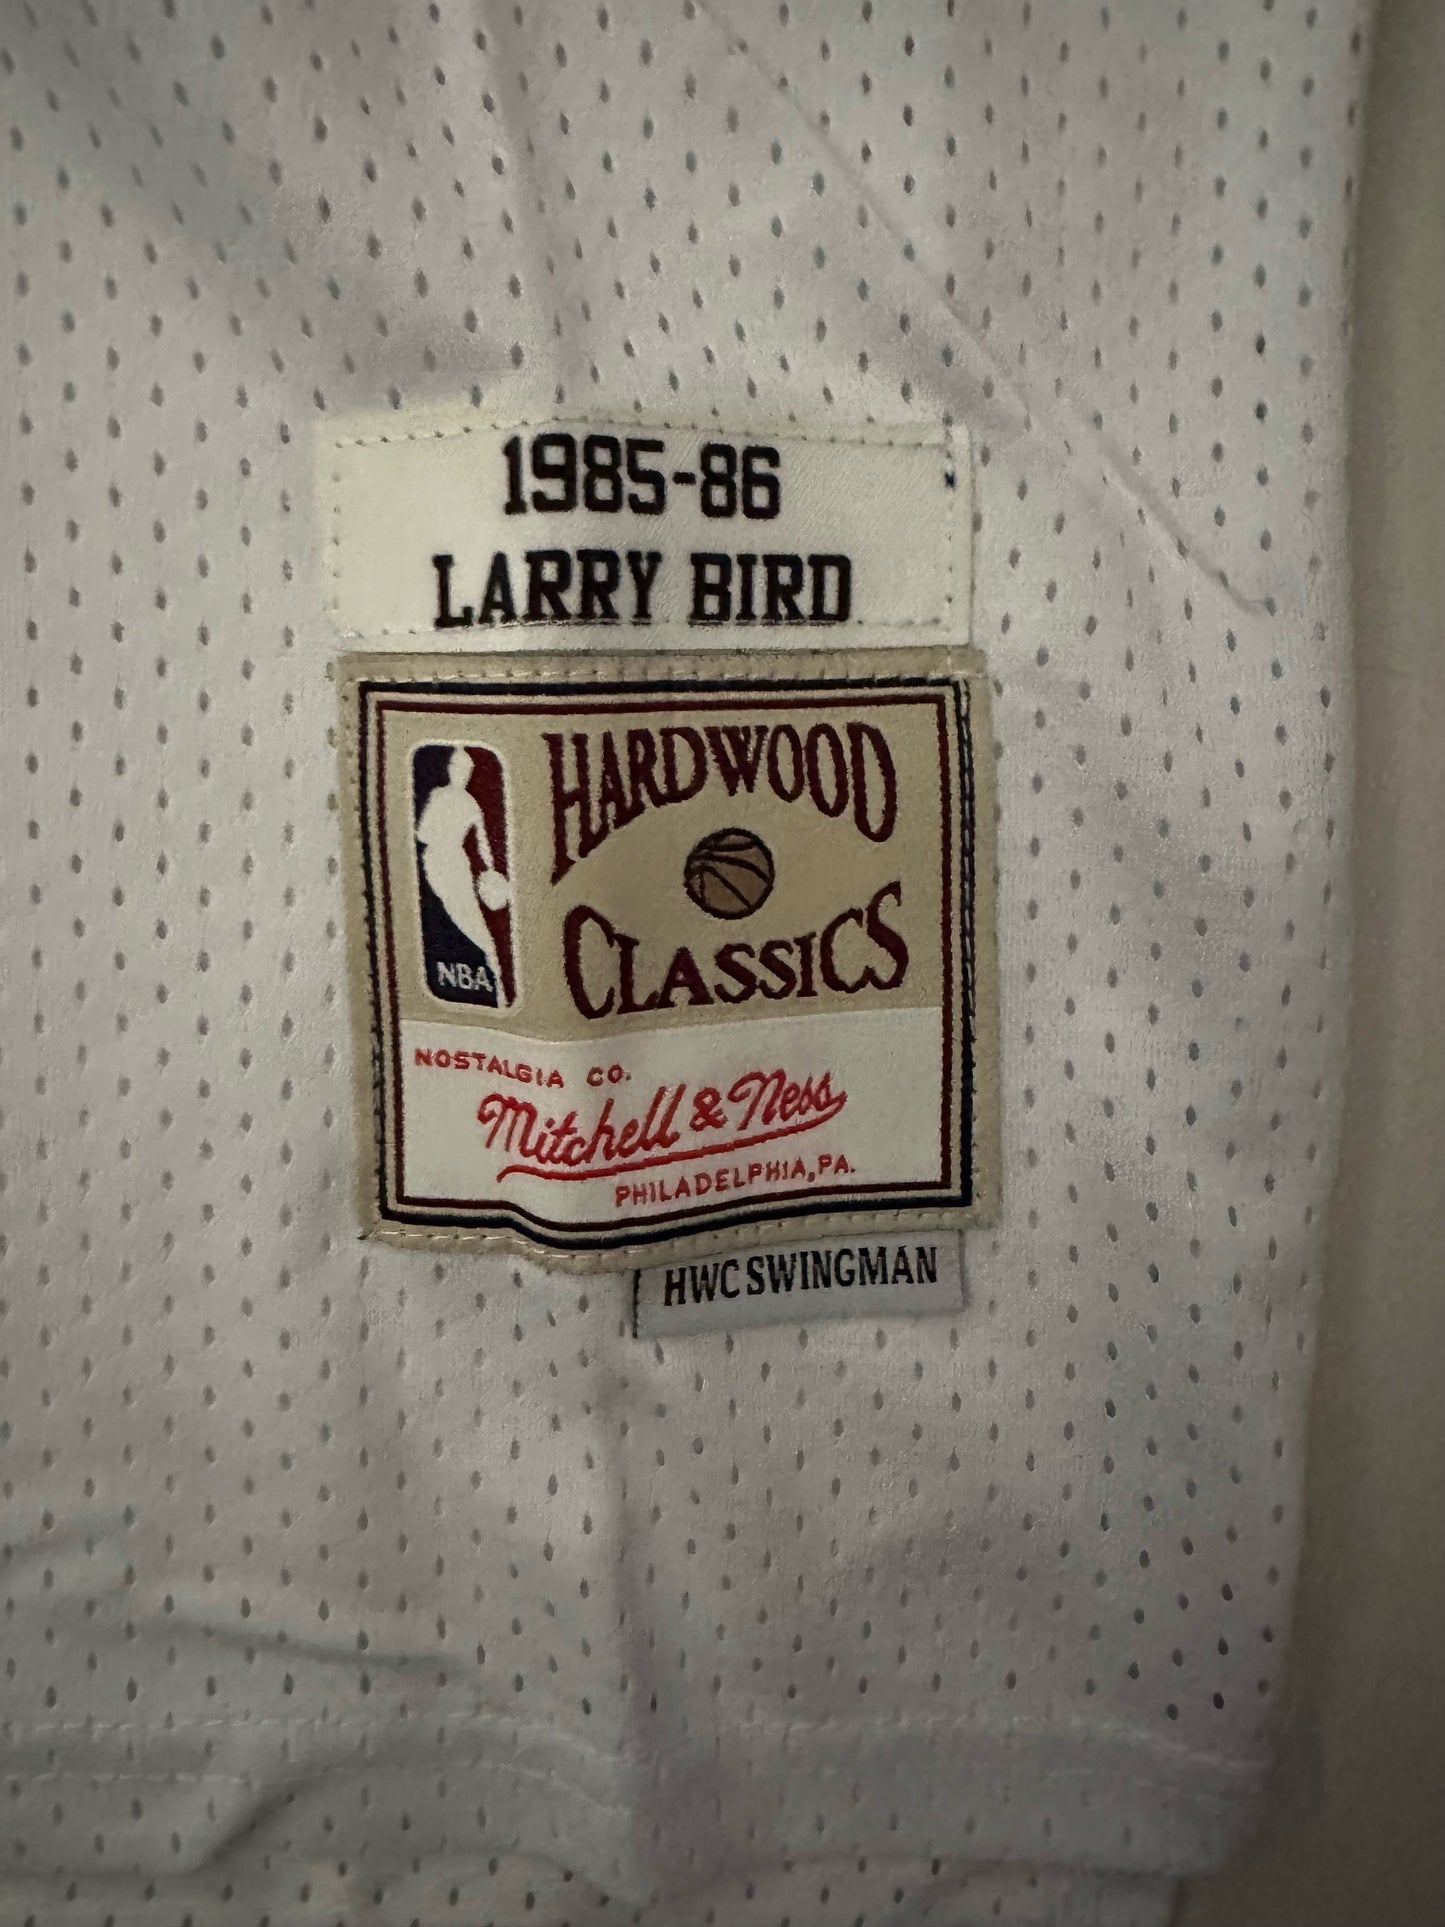 1985-86
LARRY BIRD
HARDWOOD
CLASSICS
NBA
NOSTALGIA CO.
Mitchell & Ness
PHILADELPHIA, PA.
HWC SWINGMAN